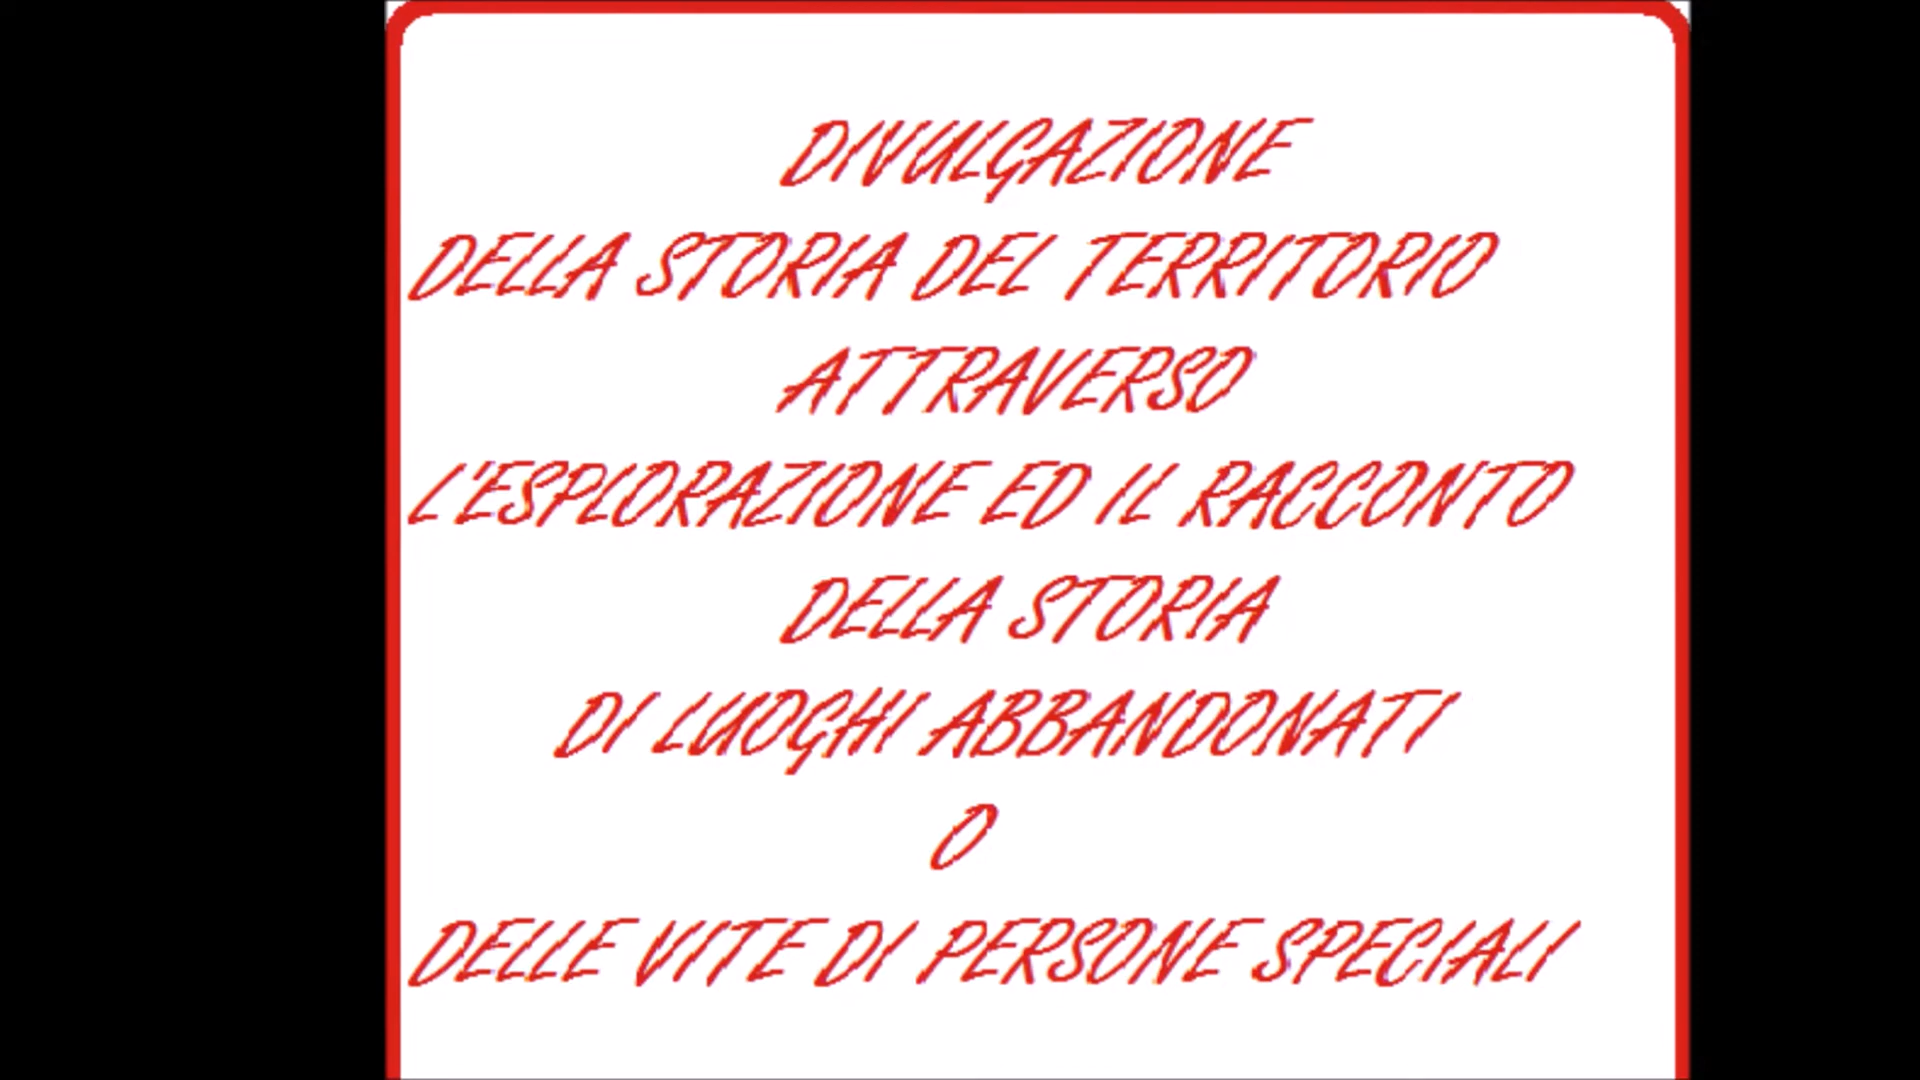 DIVULGAZIONE
DELLA STORIA DEL TERRITORIO
ATTRAVERSO
L'ESPLORAZIONE ED IL RACCONTO
DELLA STORIA
DI LUOGHI ABBANDONATI
O
DELLE VITE DI PERSONE SPECIALI